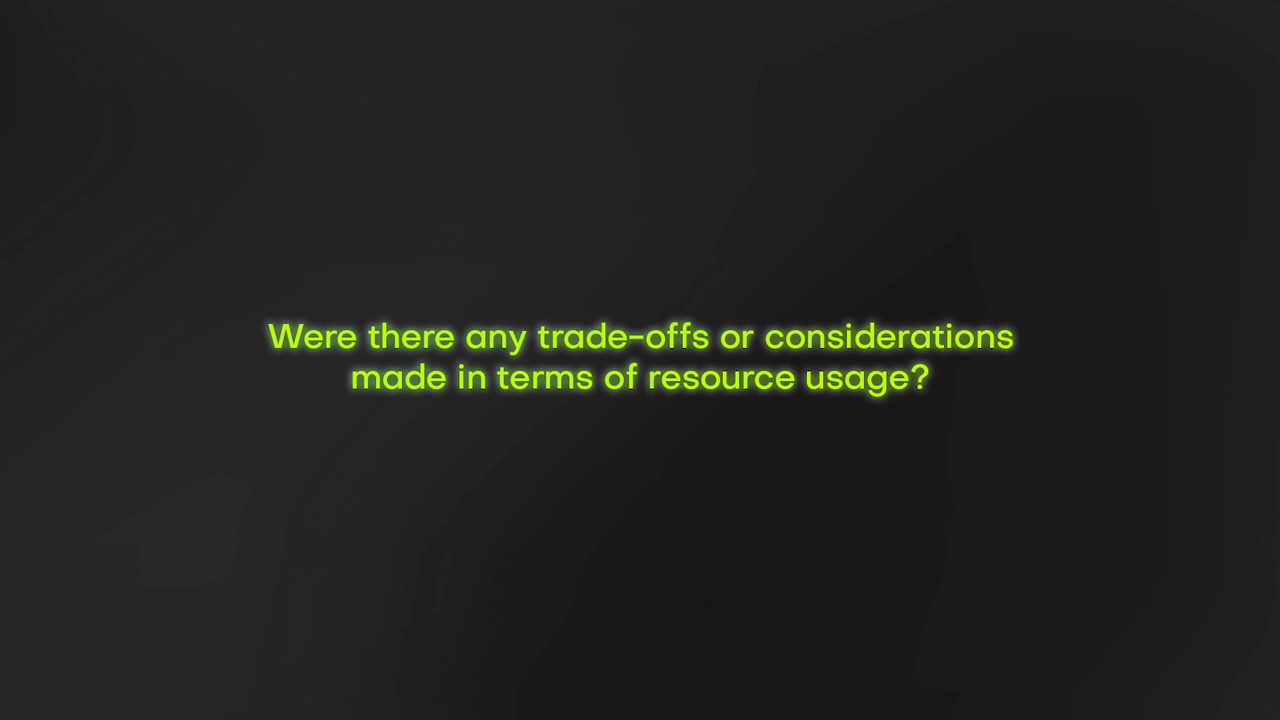 Were there any trade-offs or considerations
made in terms of resource usage?